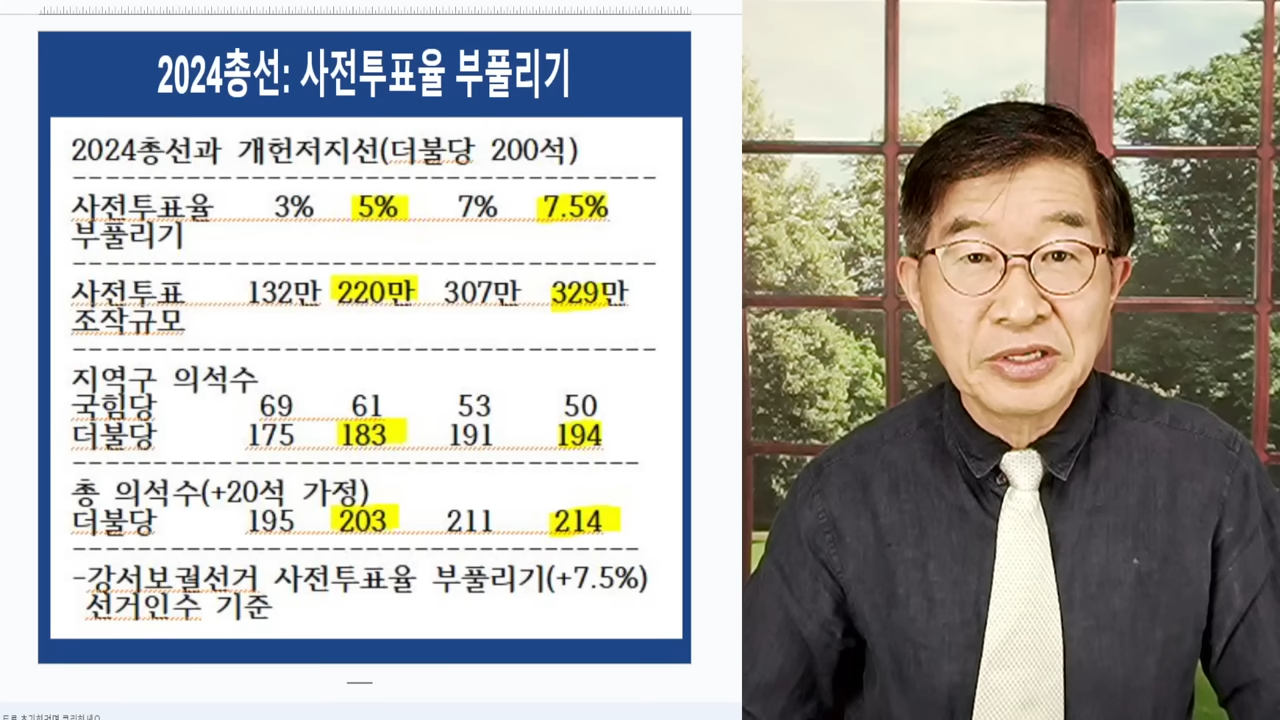 2024총선: 사전투표율 부풀리기
2024총선과 개헌저지선(더불당 200석)
사전투표율 3% 5% 7% 7.5%
부풀리기
사전투표 132만 220만 307만 329만
조작규모
지역구 의석수
국힘당 69 61 53 50
더불당 175 183 191 194
총 의석수(+20석 가정)
더불당 195 203 211 214
-강서보궐선거 사전투표율 부풀리기(+7.5%)
선거인수 기준